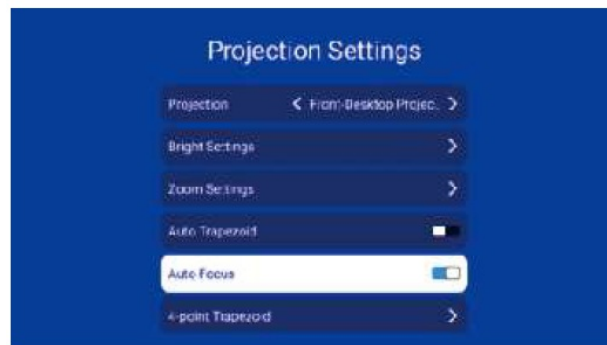 Projection Settings
Projection < Front-Desktop Projec.. >
Bright Settings >
Zoom Settings >
Auto Trapezoid
Auto Focus
4-point Trapezoid >